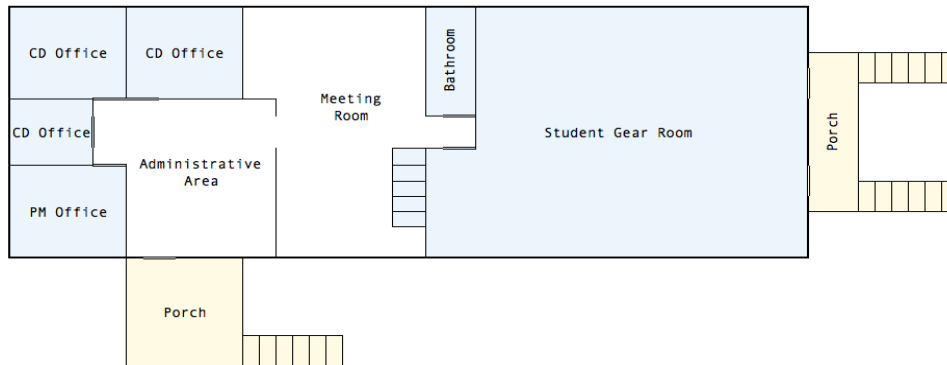 CD Office
CD Office
Bathroom
Meeting
Room
CD Office
Student Gear Room
Porch
Administrative
Area
PM Office
Porch